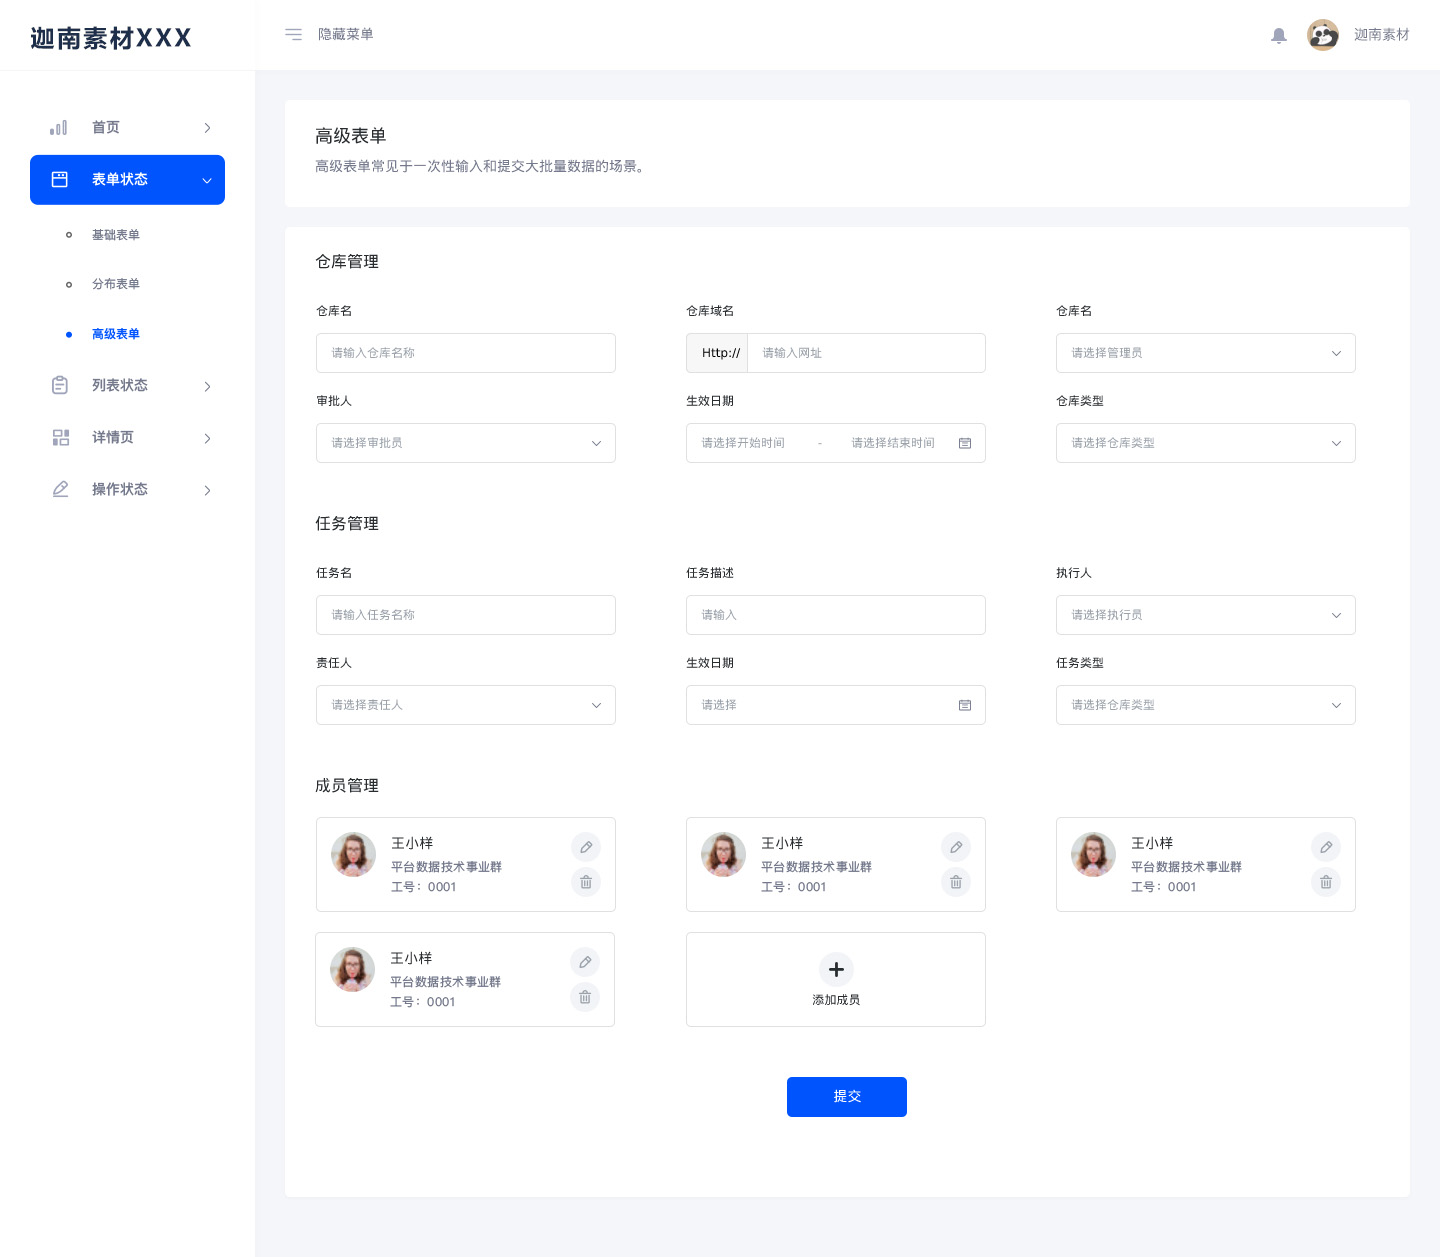 迦南素材XXX
隐藏菜单
迦南素材
首页
表单状态
基础表单
分布表单
高级表单
列表状态
详情页
操作状态
高级表单
高级表单常见于一次性输入和提交大批量数据的场景。
仓库管理
仓库名
仓库域名
仓库名
请输入仓库名称
Http://
请输入网址
请选择管理员
审批人
生效日期
仓库类型
请选择审批员
请选择开始时间 - 请选择结束时间
请选择仓库类型
任务管理
任务名
任务描述
执行人
请输入任务名称
请输入
请选择执行员
责任人
生效日期
任务类型
请选择责任人
请选择
请选择仓库类型
成员管理
王小样
平台数据技术事业群
工号：0001
王小样
平台数据技术事业群
工号：0001
王小样
平台数据技术事业群
工号：0001
王小样
平台数据技术事业群
工号：0001
添加成员
提交